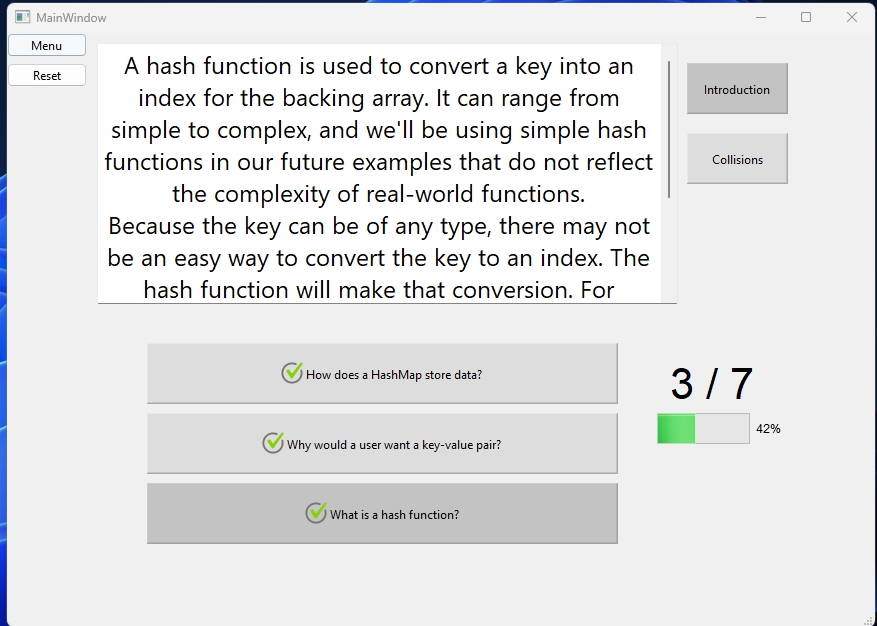 MainWindow
Menu
Reset
A hash function is used to convert a key into an
index for the backing array. It can range from
simple to complex, and we'll be using simple hash
functions in our future examples that do not reflect
the complexity of real-world functions.
Because the key can be of any type, there may not
be an easy way to convert the key to an index. The
hash function will make that conversion. For
Introduction
Collisions
How does a HashMap store data?
Why would a user want a key-value pair?
What is a hash function?
3 / 7
42%